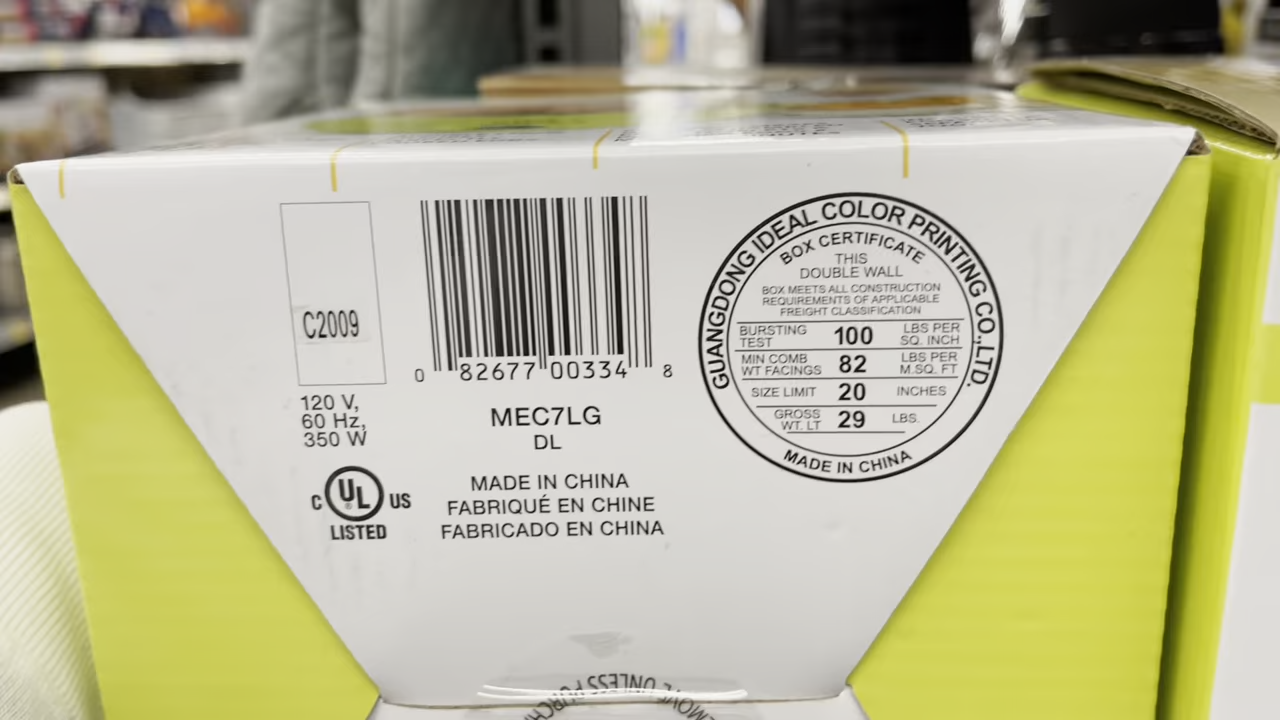 C2009
120 V,
60 Hz,
350 W
C UL US
®
LISTED
0 82677 00334 8
MEC7LG
DL
MADE IN CHINA
FABRIQUÉ EN CHINE
FABRICADO EN CHINA
GUANGDONG IDEAL COLOR PRINTING CO.,LTD.
BOX CERTIFICATE
THIS
DOUBLE WALL
BOX MEETS ALL CONSTRUCTION
REQUIREMENTS OF APPLICABLE
FREIGHT CLASSIFICATION
BURSTING TEST 100 LBS PER SQ. INCH
MIN COMB WT FACINGS 82 LBS PER M.SQ. FT
SIZE LIMIT 20 INCHES
GROSS WT. LT 29 LBS.
MADE IN CHINA
UNLESS